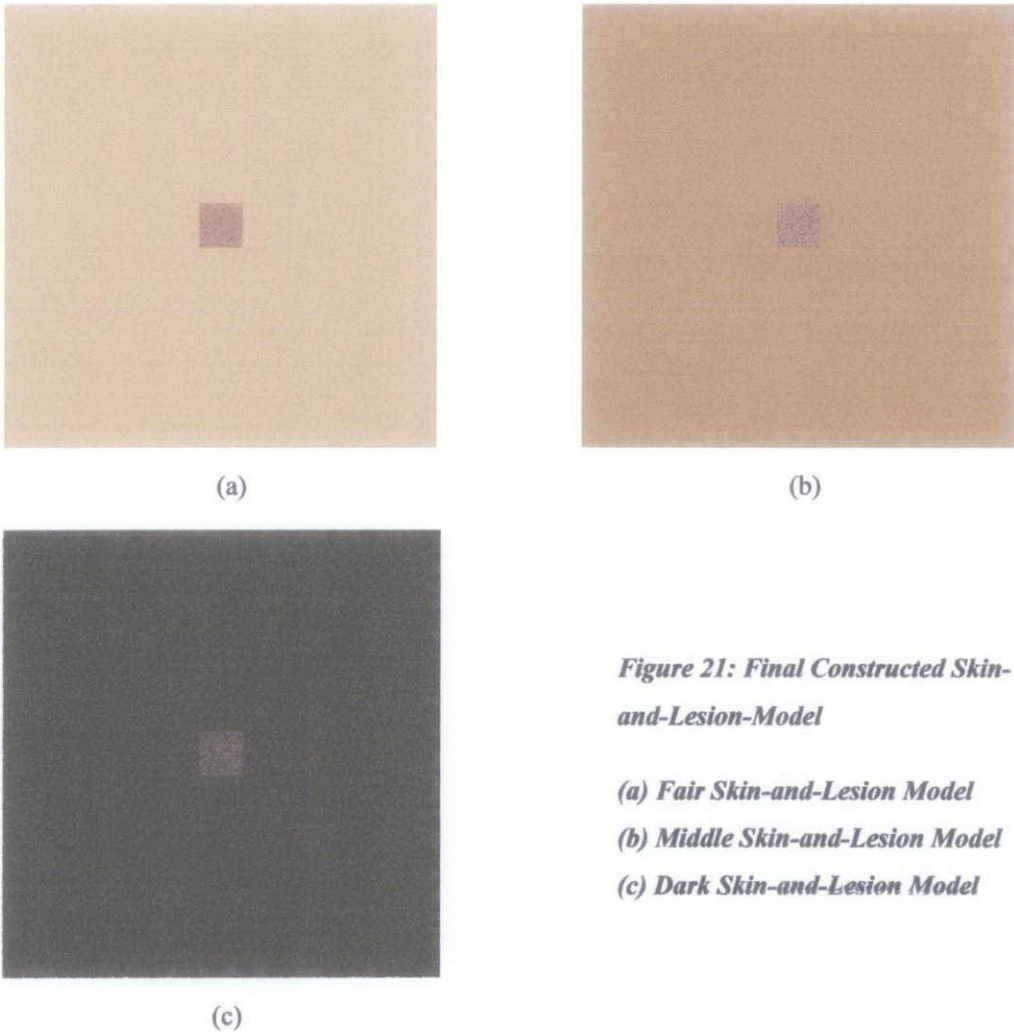 (a)
(b)
Figure 21: Final Constructed Skin-
and-Lesion-Model
(a) Fair Skin-and-Lesion Model
(b) Middle Skin-and-Lesion Model
(c) Dark Skin-and-Lesion Model
(c)